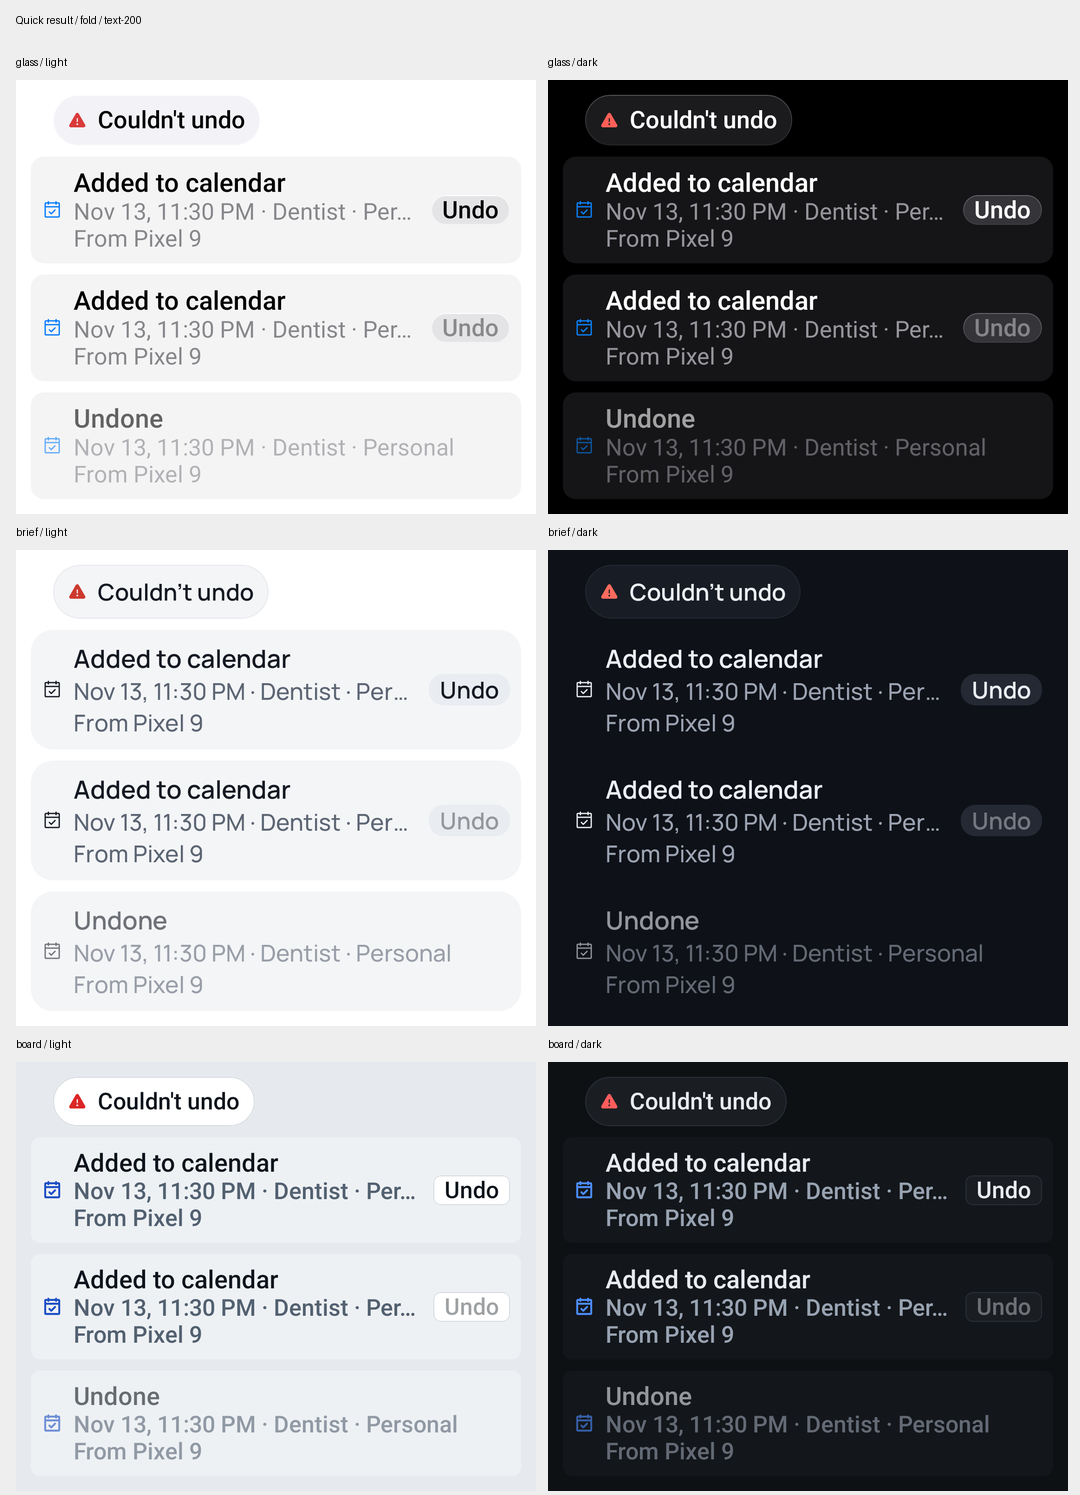 Quick result / fold / text-200
glass / light
Couldn't undo
Added to calendar
Nov 13, 11:30 PM · Dentist · Per...
From Pixel 9
Undo
Added to calendar
Nov 13, 11:30 PM · Dentist · Per...
From Pixel 9
Undo
Undone
Nov 13, 11:30 PM · Dentist · Personal
From Pixel 9
glass / dark
Couldn't undo
Added to calendar
Nov 13, 11:30 PM · Dentist · Per...
From Pixel 9
Undo
Added to calendar
Nov 13, 11:30 PM · Dentist · Per...
From Pixel 9
Undo
Undone
Nov 13, 11:30 PM · Dentist · Personal
From Pixel 9
brief / light
Couldn’t undo
Added to calendar
Nov 13, 11:30 PM · Dentist · Per...
From Pixel 9
Undo
Added to calendar
Nov 13, 11:30 PM · Dentist · Per...
From Pixel 9
Undo
Undone
Nov 13, 11:30 PM · Dentist · Personal
From Pixel 9
brief / dark
Couldn’t undo
Added to calendar
Nov 13, 11:30 PM · Dentist · Per...
From Pixel 9
Undo
Added to calendar
Nov 13, 11:30 PM · Dentist · Per...
From Pixel 9
Undo
Undone
Nov 13, 11:30 PM · Dentist · Personal
From Pixel 9
board / light
Couldn't undo
Added to calendar
Nov 13, 11:30 PM · Dentist · Per...
From Pixel 9
Undo
Added to calendar
Nov 13, 11:30 PM · Dentist · Per...
From Pixel 9
Undo
Undone
Nov 13, 11:30 PM · Dentist · Personal
From Pixel 9
board / dark
Couldn't undo
Added to calendar
Nov 13, 11:30 PM · Dentist · Per...
From Pixel 9
Undo
Added to calendar
Nov 13, 11:30 PM · Dentist · Per...
From Pixel 9
Undo
Undone
Nov 13, 11:30 PM · Dentist · Personal
From Pixel 9